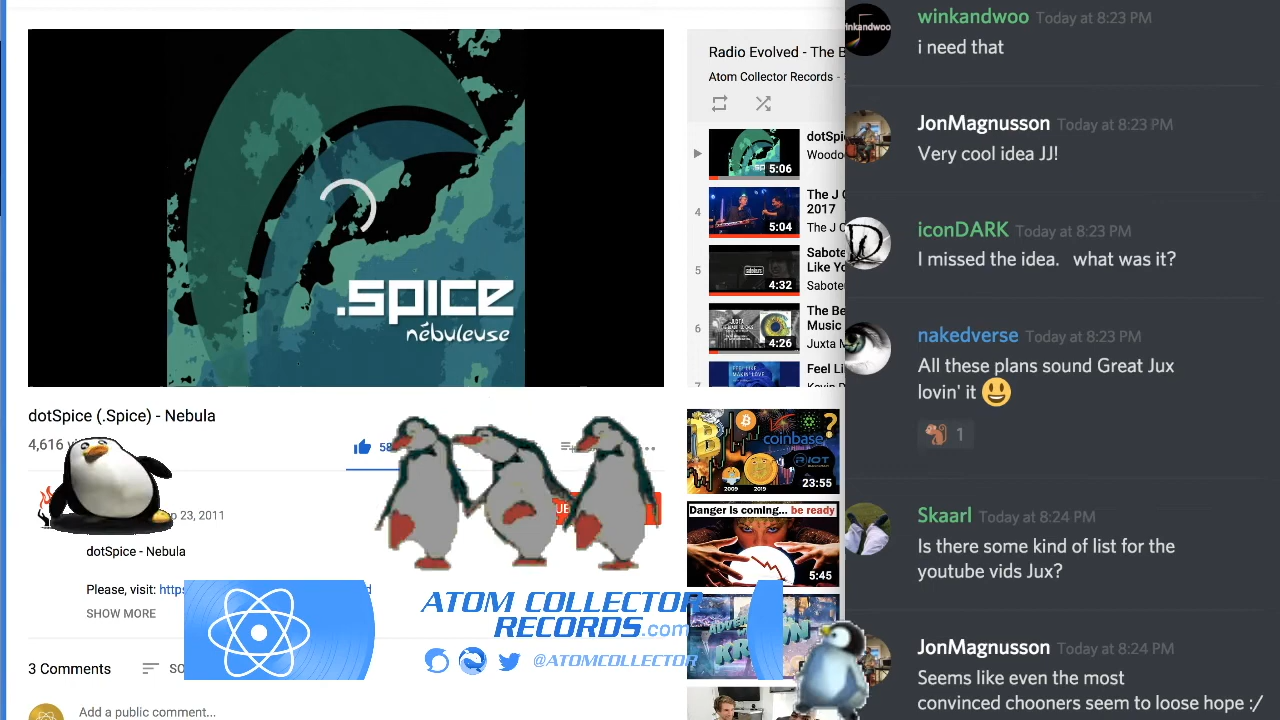 .spice
nébuleuse
dotSpice (.Spice) - Nebula
4,616
58
Sep 23, 2011
dotSpice - Nebula
Please, visit:
SHOW MORE
3 Comments
Add a public comment...
ATOM COLLECTOR
RECORDS.com
@ATOMCOLLECTOR
Radio Evolved - The B
Atom Collector Records -
5:06
dotSpi
Woodo
4
5:04
The J C
2017
The J C
5
4:32
Sabote
Like Yo
Saboteu
6
4:26
The Be
Music
Juxta M
7
Feel Li
coinbase
RIOT
2009
2019
23:55
Danger is coming... be ready
5:45
winkandwoo Today at 8:23 PM
i need that
JonMagnusson Today at 8:23 PM
Very cool idea JJ!
iconDARK Today at 8:23 PM
I missed the idea. what was it?
nakedverse Today at 8:23 PM
All these plans sound Great Jux
lovin' it 😃
1
Skaarl Today at 8:24 PM
Is there some kind of list for the
youtube vids Jux?
JonMagnusson Today at 8:24 PM
Seems like even the most
convinced chooners seem to loose hope :/